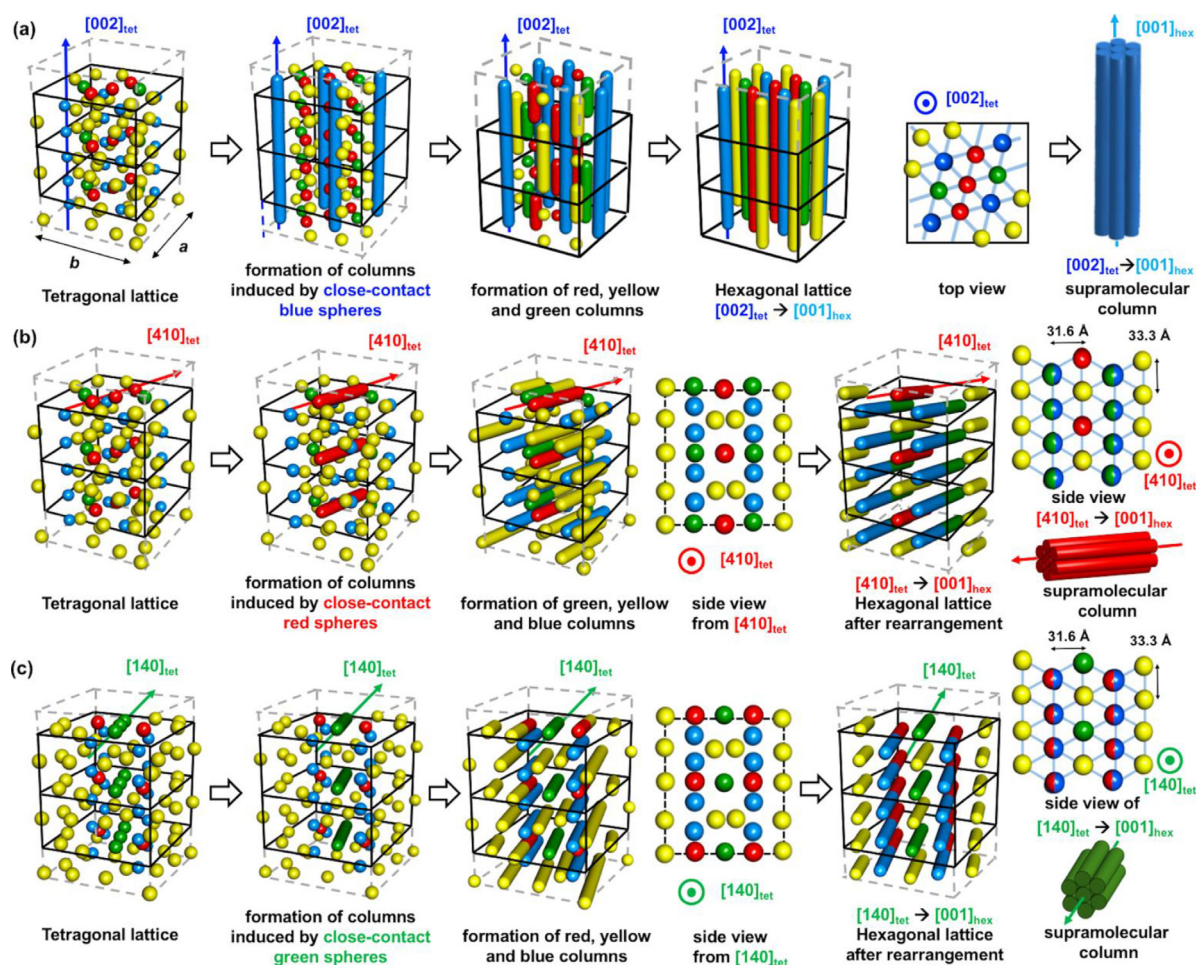 (a)
[002]tet
[002]tet
[002]tet
[002]tet
[002]tet
[001]hex
b
a
Tetragonal lattice
formation of columns
induced by close-contact
blue spheres
formation of red, yellow
and green columns
Hexagonal lattice
[002]tet → [001]hex
top view
[002]tet→[001]hex
supramolecular
column
(b)
[410]tet
[410]tet
[410]tet
[410]tet
31.6 Å
33.3 Å
[410]tet
[410]tet
side view
[410]tet → [001]hex
Tetragonal lattice
formation of columns
induced by close-contact
red spheres
formation of green, yellow
and blue columns
side view
from [410]tet
[410]tet → [001]hex
Hexagonal lattice
after rearrangement
supramolecular
column
(c)
[140]tet
[140]tet
[140]tet
[140]tet
31.6 Å
33.3 Å
[140]tet
[140]tet
side view of
[140]tet → [001]hex
Tetragonal lattice
formation of columns
induced by close-contact
green spheres
formation of red, yellow
and blue columns
side view
from [140]tet
[140]tet → [001]hex
Hexagonal lattice
after rearrangement
supramolecular
column